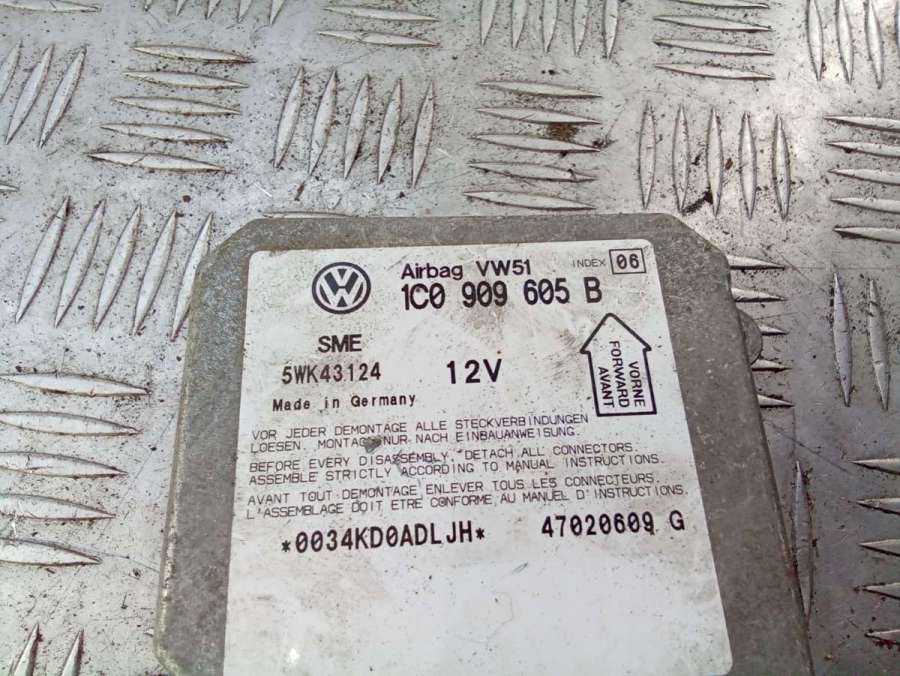 Airbag VW51 INDEX 06
1C0 909 605 B
SME
5WK43124 12V
Made in Germany
VORNE
FORWARD
AVANT
VOR JEDER DEMONTAGE ALLE STECKVERBINDUNGEN
LOESEN. MONTAGE NUR NACH EINBAUANWEISUNG.
BEFORE EVERY DISASSEMBLY DETACH ALL CONNECTORS.
ASSEMBLE STRICTLY ACCORDING TO MANUAL INSTRUCTIONS.
AVANT TOUT DEMONTAGE ENLEVER TOUS LES CONNECTEURS.
L'ASSEMBLAGE DOIT ETRE CONFORME AU MANUEL D'INSTRUCTIONS.
*0034KD0ADLJH* 47020609 G